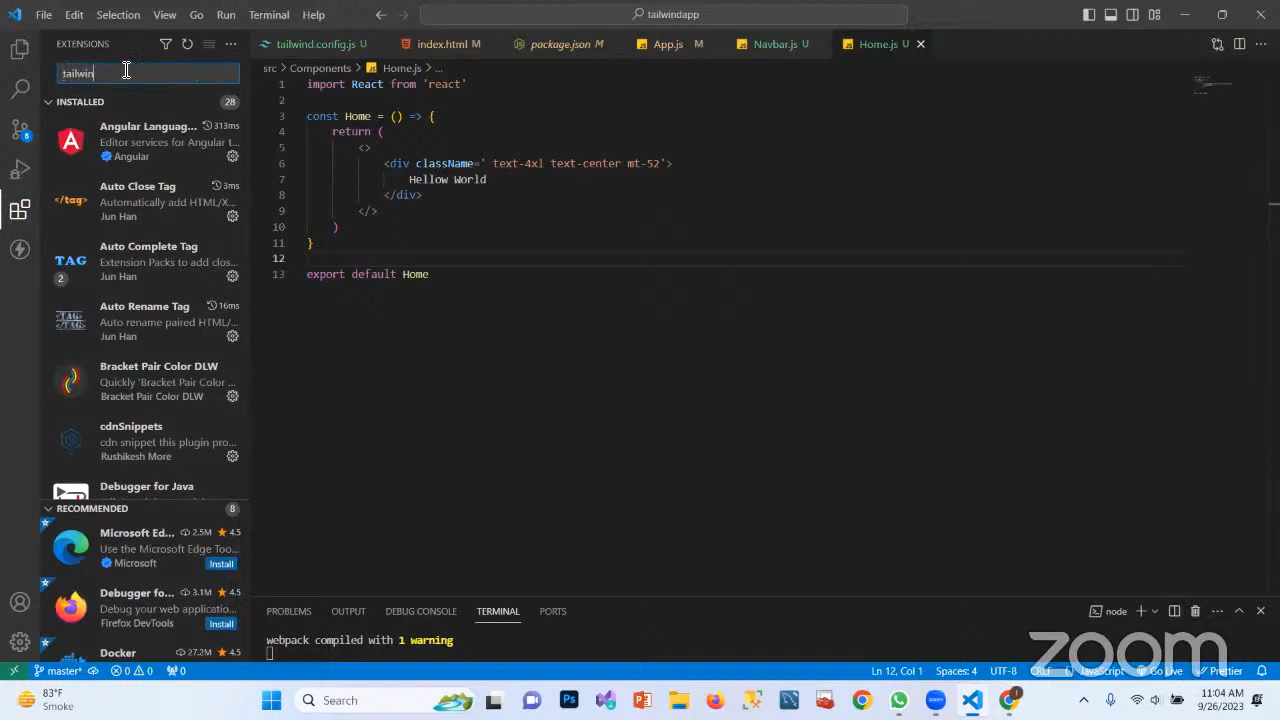 File Edit Selection View Go Run Terminal Help
tailwindapp
EXTENSIONS
tailwin
INSTALLED 28
Angular Languag... 313ms
Editor services for Angular t...
Angular
Auto Close Tag 3ms
Automatically add HTML/X...
Jun Han
Auto Complete Tag
Extension Packs to add clos...
Jun Han
2
Auto Rename Tag 16ms
Auto rename paired HTML/...
Jun Han
Bracket Pair Color DLW
Quickly 'Bracket Pair Color ...
Bracket Pair Color DLW
cdnSnippets
cdn snippet this plugin pro...
Rushikesh More
Debugger for Java
RECOMMENDED 8
Microsoft Ed... 2.5M 4.5
Use the Microsoft Edge Too...
Microsoft Install
Debugger fo... 3.1M 4.5
Debug your web applicatio...
Firefox DevTools Install
Docker 27.2M 4.5
tailwind.config.js U index.html M package.json M App.js M Navbar.js U Home.js U
src > Components > Home.js > ...
1 import React from 'react'
2
3 const Home = () => {
4 return (
5 <>
6 <div className=' text-4xl text-center mt-52'>
7 Hellow World
8 </div>
9 </>
10 )
11 }
12
13 export default Home
PROBLEMS OUTPUT DEBUG CONSOLE TERMINAL PORTS
node
webpack compiled with 1 warning
zoom
master* 0 0 0 Ln 12, Col 1 Spaces: 4 UTF-8 CRLF JavaScript Go Live Prettier
83°F
Smoke
Search
11:04 AM
9/26/2023